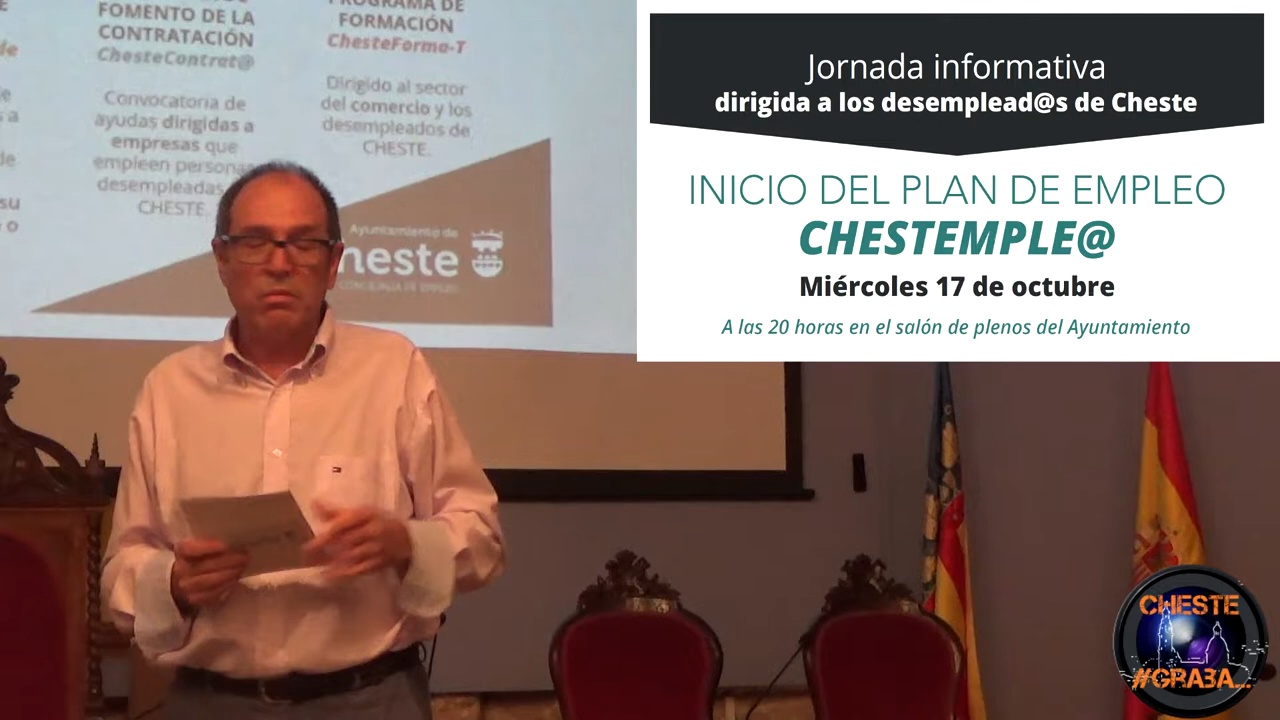 FOMENTO DE LA
CONTRATACIÓN
ChesteContrat@
Convocatoria de
ayudas dirigidas a
empresas que
empleen personas
desempleadas
CHESTE.
PROGRAMA DE
FORMACIÓN
ChesteForma-T
Dirigido al sector
del comercio y los
desempleados de
CHESTE.
Ayuntamiento de
heste
Jornada informativa
dirigida a los desemplead@s de Cheste
INICIO DEL PLAN DE EMPLEO
CHESTEMPLE@
Miércoles 17 de octubre
A las 20 horas en el salón de plenos del Ayuntamiento
CHESTE
#GRABA...